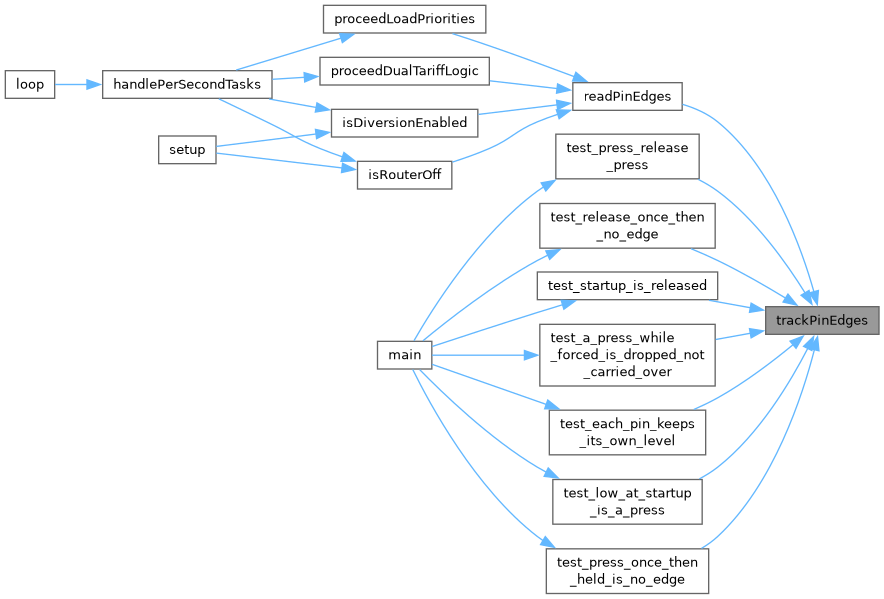 proceedLoadPriorities
loop
handlePerSecondTasks
proceedDualTariffLogic
readPinEdges
isDiversionEnabled
setup
isRouterOff
test_press_release
_press
test_release_once_then
_no_edge
test_startup_is_released
trackPinEdges
main
test_a_press_while
_forced_is_dropped_not
_carried_over
test_each_pin_keeps
_its_own_level
test_low_at_startup
_is_a_press
test_press_once_then
_held_is_no_edge